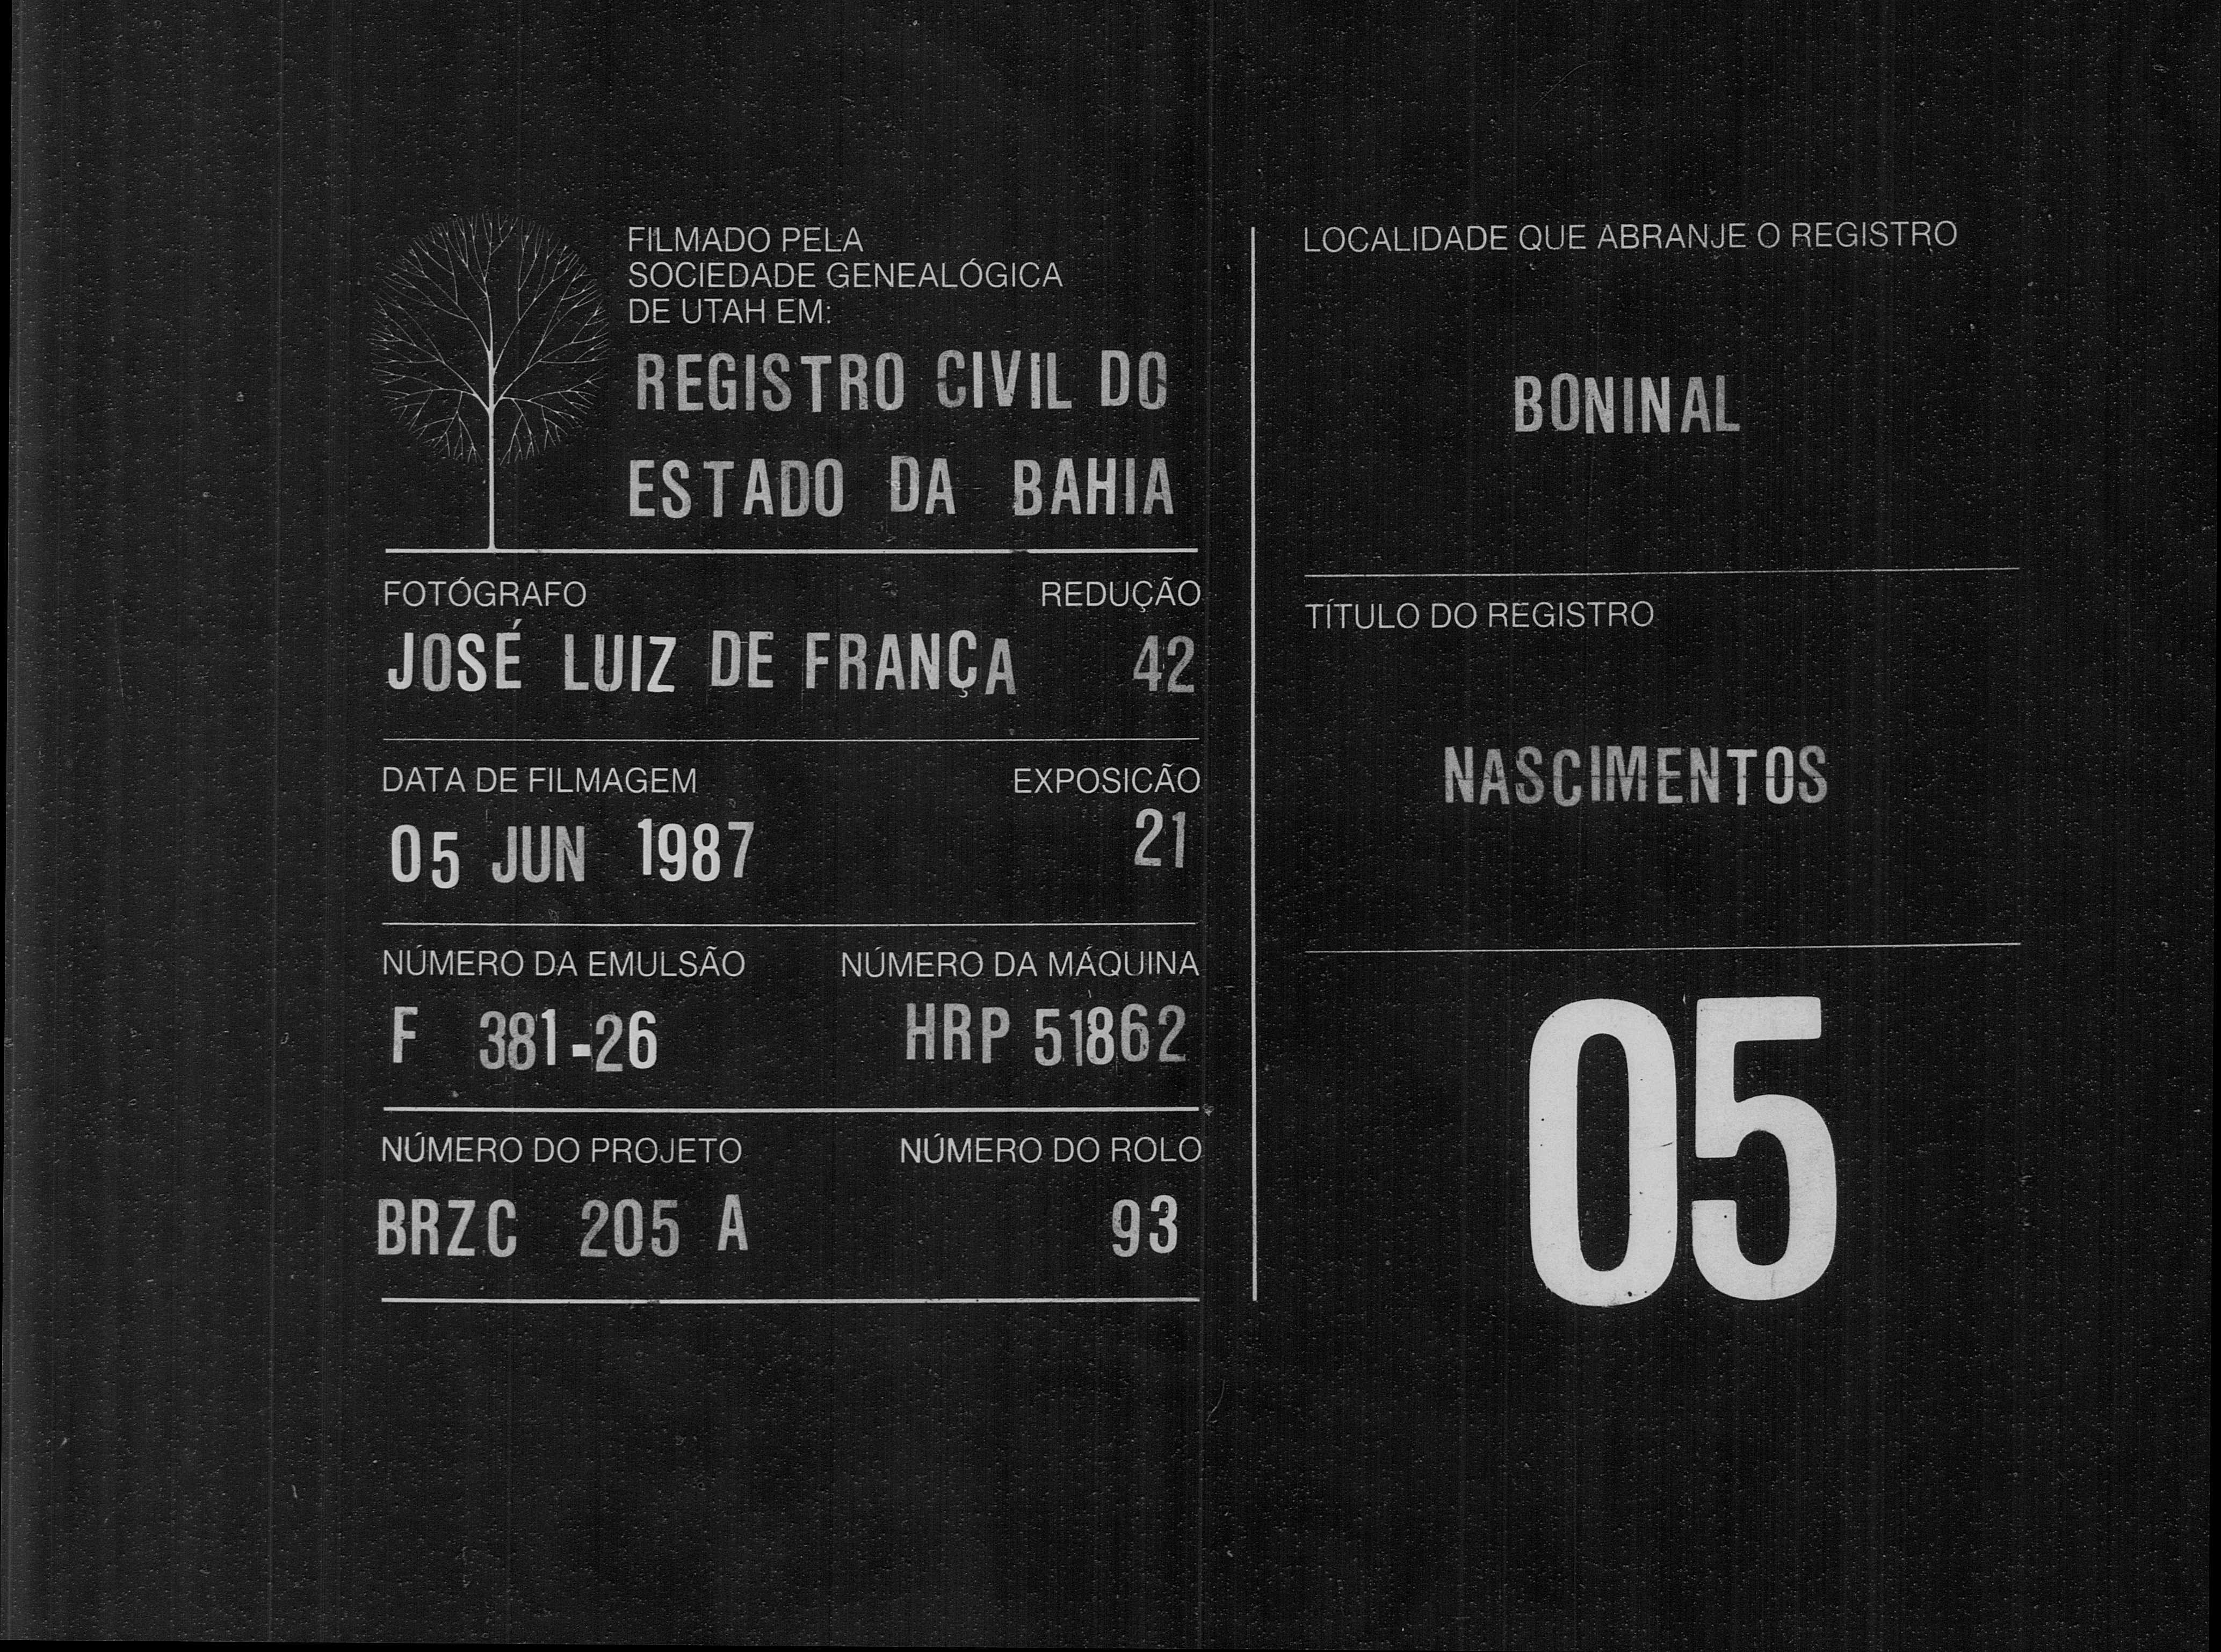 FILMADO PELA
SOCIEDADE GENEALÓGICA
DE UTAH EM:
REGISTRO CIVIL DO
ESTADO DA BAHIA
FOTÓGRAFO REDUÇÃO
JOSÉ LUIZ DE FRANÇA 42
DATA DE FILMAGEM EXPOSICÃO
05 JUN 1987 21
NÚMERO DA EMULSÃO NÚMERO DA MÁQUINA
F 381-26 HRP 51862
NÚMERO DO PROJETO NÚMERO DO ROLO
BRZC 205 A 93
LOCALIDADE QUE ABRANJE O REGISTRO
BONINAL
TÍTULO DO REGISTRO
NASCIMENTOS
05